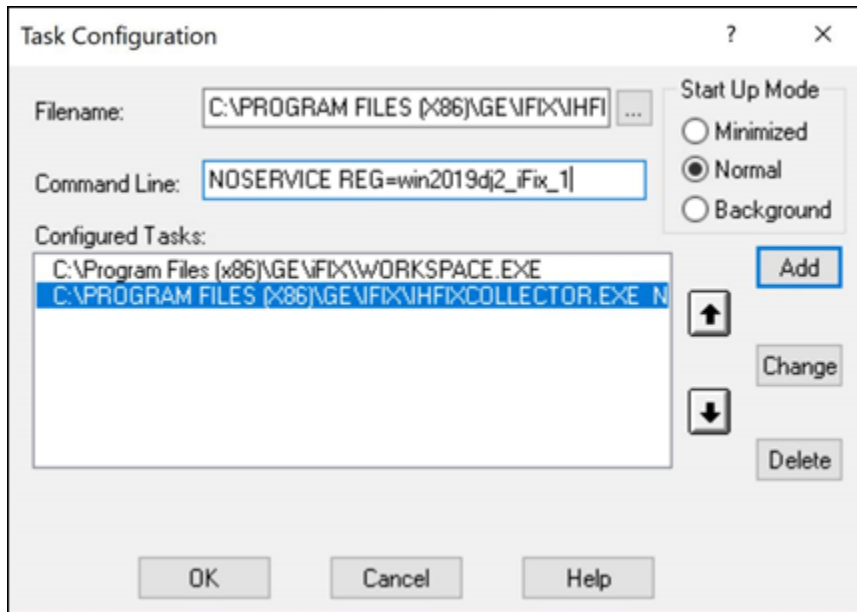 Task Configuration
? ×
Filename:
C:\PROGRAM FILES (X86)\GE\IFIX\IHFI
...
Start Up Mode
Minimized
Normal
Background
Command Line:
NOSERVICE REG=win2019dj2_iFix_1
Configured Tasks:
C:\Program Files (x86)\GE\iFIX\WORKSPACE.EXE
C:\PROGRAM FILES (X86)\GE\IFIX\IHFIXCOLLECTOR.EXE N
Add
Change
Delete
OK
Cancel
Help